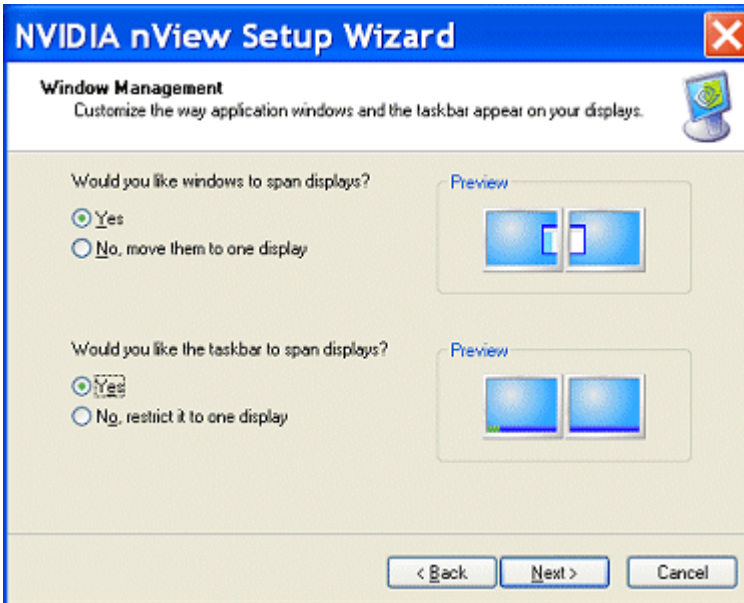 NVIDIA nView Setup Wizard
Window Management
Customize the way application windows and the taskbar appear on your displays.
Would you like windows to span displays?
Preview
Yes
No, move them to one display
Would you like the taskbar to span displays?
Preview
Yes
No, restrict it to one display
< Back
Next >
Cancel